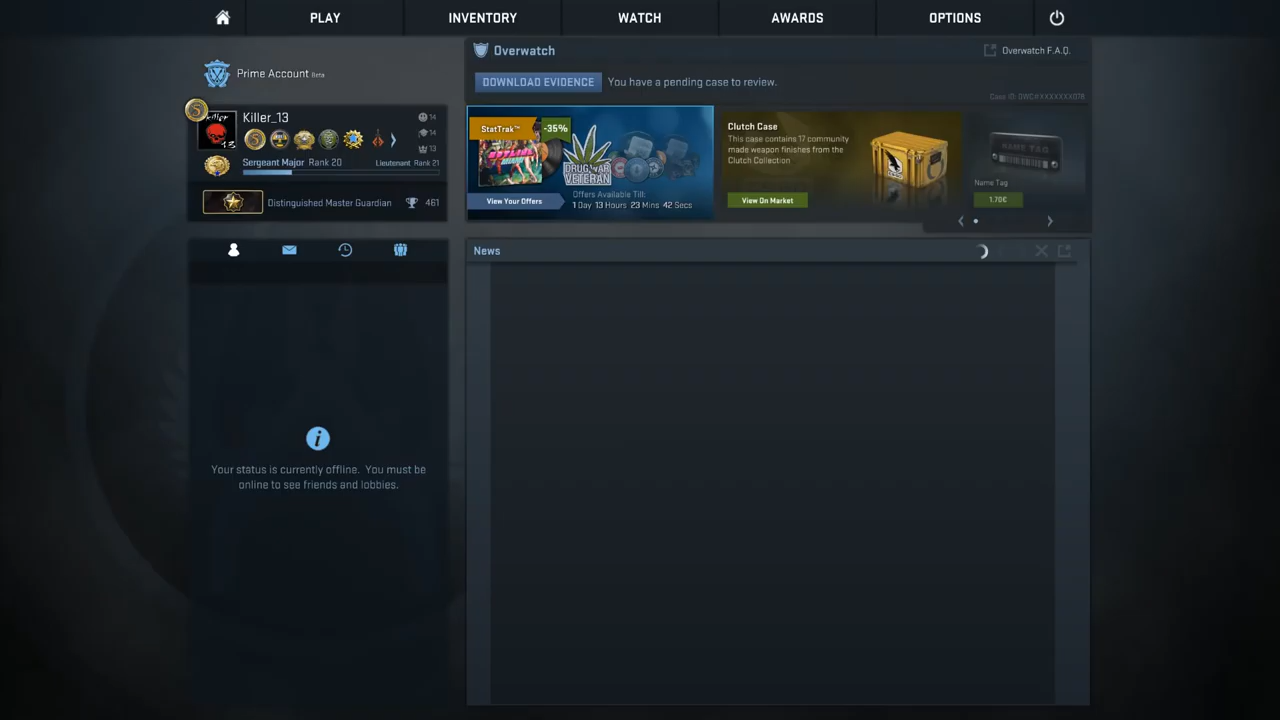 PLAY
INVENTORY
WATCH
AWARDS
OPTIONS
Prime Account Beta
Overwatch
Overwatch F.A.Q.
DOWNLOAD EVIDENCE
You have a pending case to review.
Killer_13
14
14
13
Sergeant Major Rank 20
Lieutenant Rank 21
Distinguished Master Guardian
461
StatTrak™
-35%
DRUG WAR
VETERAN
View Your Offers
Offers Available Till:
1 Day 13 Hours 23 Mins 42 Secs
Clutch Case
This case contains 17 community
made weapon finishes from the
Clutch Collection
View On Market
NAME TAG
Name Tag
1.70€
News
Your status is currently offline. You must be
online to see friends and lobbies.